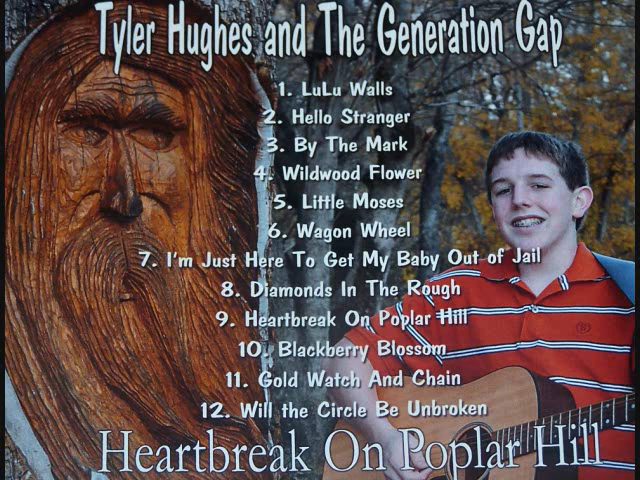 Tyler Hughes and The Generation Gap
1. LuLu Walls
2. Hello Stranger
3. By The Mark
4. Wildwood Flower
5. Little Moses
6. Wagon Wheel
7. I'm Just Here To Get My Baby Out of Jail
8. Diamonds In The Rough
9. Heartbreak On Poplar Hill
10. Blackberry Blossom
11. Gold Watch And Chain
12. Will the Circle Be Unbroken
Heartbreak On Poplar Hill